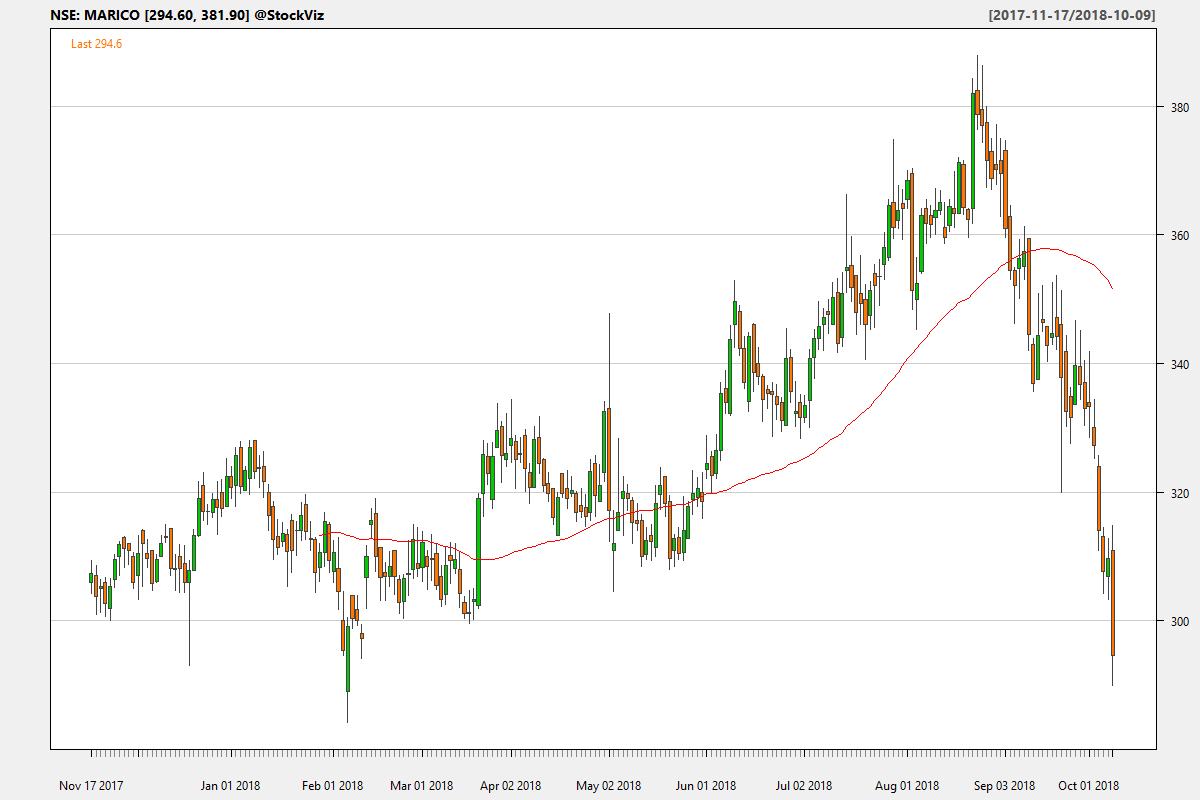 NSE: MARICO [294.60, 381.90] @StockViz [2017-11-17/2018-10-09]
Last 294.6
380
360
340
320
300
Nov 17 2017 Jan 01 2018 Feb 01 2018 Mar 01 2018 Apr 02 2018 May 02 2018 Jun 01 2018 Jul 02 2018 Aug 01 2018 Sep 03 2018 Oct 01 2018